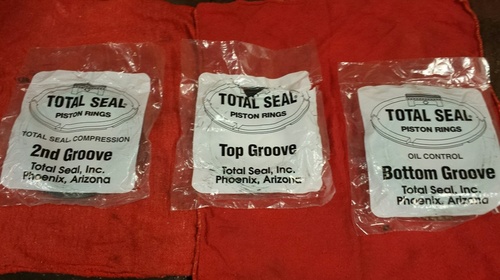 TOTAL SEAL
PISTON RINGS
TOTAL SEAL COMPRESSION
2nd Groove
Total Seal, Inc.
Phoenix, Arizona
TOTAL SEAL
PISTON RINGS
Top Groove
Total Seal, Inc.
Phoenix, Arizona
TOTAL SEAL
PISTON RINGS
OIL CONTROL
Bottom Groove
Total Seal, Inc.
Phoenix, Arizona